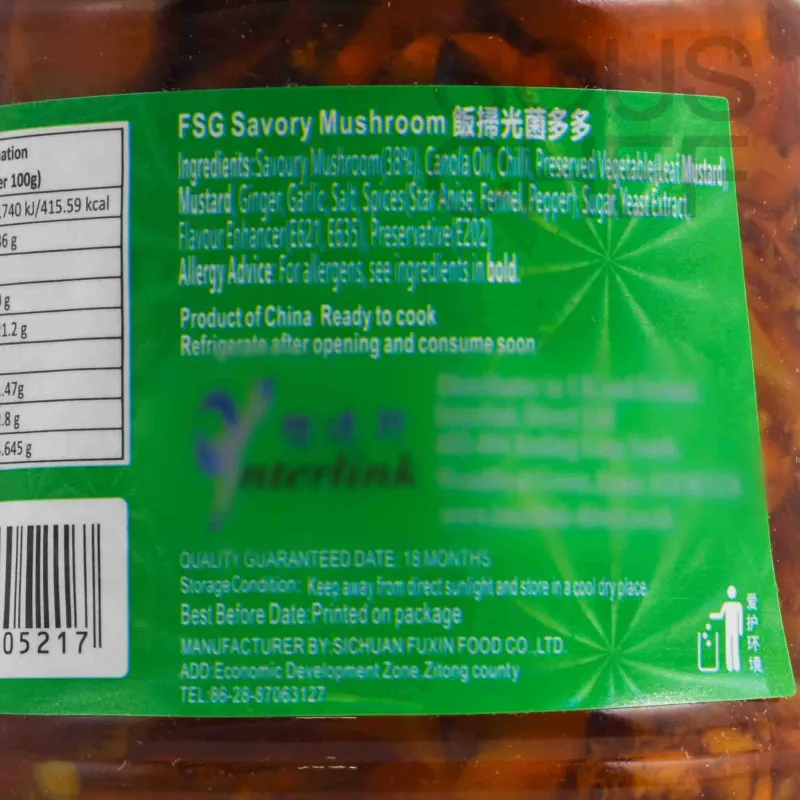 ation
er 100g)
740 kJ/415.59 kcal
36 g
g
1.2 g
.47g
.8 g
.645 g
05217
FSG Savory Mushroom 飯掃光菌多多
Ingredients:Savoury Mushroom(38%), Canola Oil, Chilli, Preserved Vegetable(Leaf Mustard),
Mustard, Ginger, Garlic, Salt, Spices(Star Anise, Fennel, Pepper), Sugar, Yeast Extract,
Flavour Enhancer(E621, E635), Preservative(E202)
Allergy Advice: For allergens, see ingredients in bold.
Product of China Ready to cook
Refrigerate after opening and consume soon
interlink
QUALITY GUARANTEED DATE: 18 MONTHS
Storage Condition: Keep away from direct sunlight and store in a cool dry place
Best Before Date:Printed on package
MANUFACTURER BY:SICHUAN FUXIN FOOD CO.,LTD.
ADD:Economic Development Zone Zitong county
TEL:86-28-87063127
爱护环境